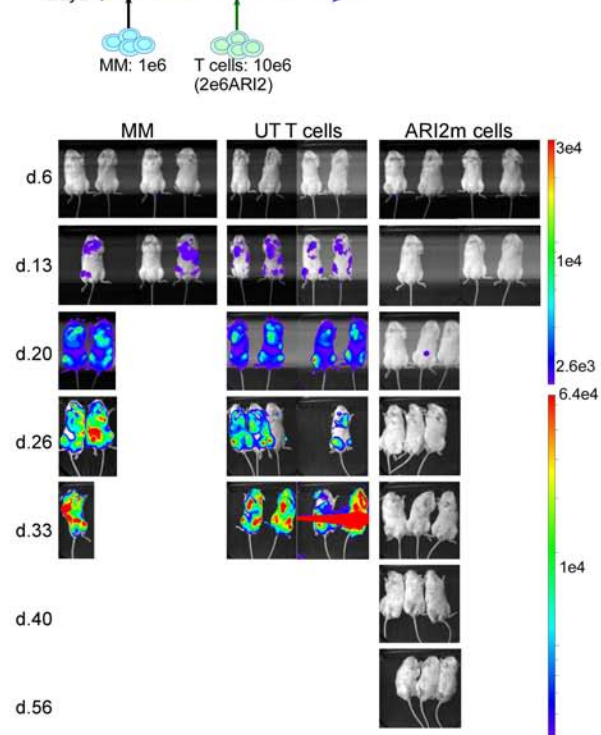 MM: 1e6
T cells: 10e6
(2e6ARI2)
MM
UT T cells
ARI2m cells
d.6
3e4
d.13
1e4
d.20
2.6e3
6.4e4
d.26
d.33
1e4
d.40
d.56